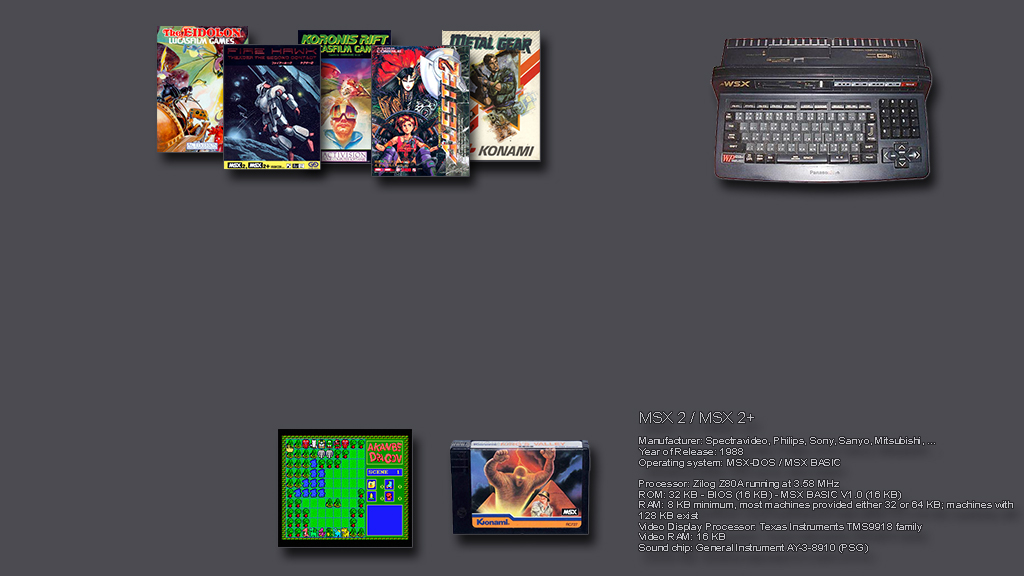 The EIDOLON
LUCASFILM GAMES
FIRE HAWK
THEXDER THE SECOND CONTACT
MSX 2
MSX 2+
KORONIS RIFT
LUCASFILM GAMES
ACTIVISION
METAL GEAR
KONAMI
WSX
Panasonic
SCENE 1
Konami
MSX
RC727
MSX 2 / MSX 2+
Manufacturer: Spectravideo, Philips, Sony, Sanyo, Mitsubishi, ...
Year of Release: 1988
Operating system: MSX-DOS / MSX BASIC
Processor: Zilog Z80A running at 3.58 MHz
ROM: 32 KB - BIOS (16 KB) - MSX BASIC V1.0 (16 KB)
RAM: 8 KB minimum, most machines provided either 32 or 64 KB; machines with
128 KB exist
Video Display Processor: Texas Instruments TMS9918 family
Video RAM: 16 KB
Sound chip: General Instrument AY-3-8910 (PSG)